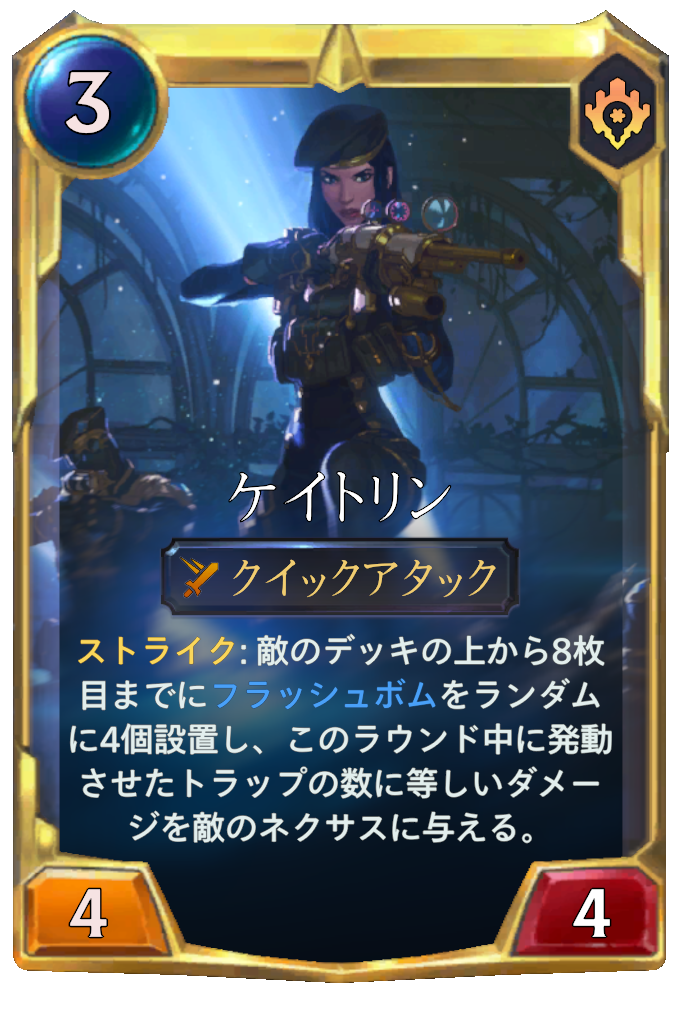 3
ケイトリン
クイックアタック
ストライク: 敵のデッキの上から8枚
目までにフラッシュボムをランダム
に4個設置し、このラウンド中に発動
させたトラップの数に等しいダメー
ジを敵のネクサスに与える。
4
4